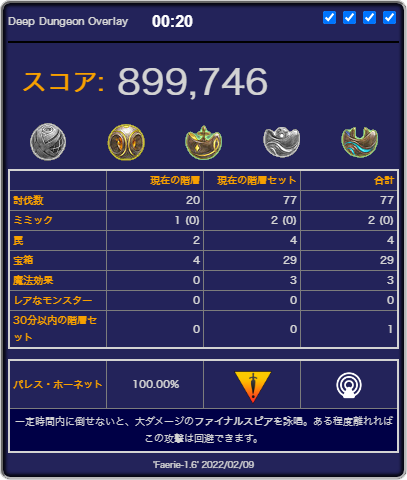 Deep Dungeon Overlay 00:20
スコア: 899,746
現在の階層 現在の階層セット 合計
討伐数 20 77 77
ミミック 1 (0) 2 (0) 2 (0)
罠 2 4 4
宝箱 4 29 29
魔法効果 0 3 3
レアなモンスター 0 0 0
30分以内の階層セ
ット 0 0 1
パレス・ホーネット 100.00%
一定時間内に倒せないと、大ダメージのファイナルスピアを詠唱。ある程度離れれば
この攻撃は回避できます。
'Faerie-1.6' 2022/02/09